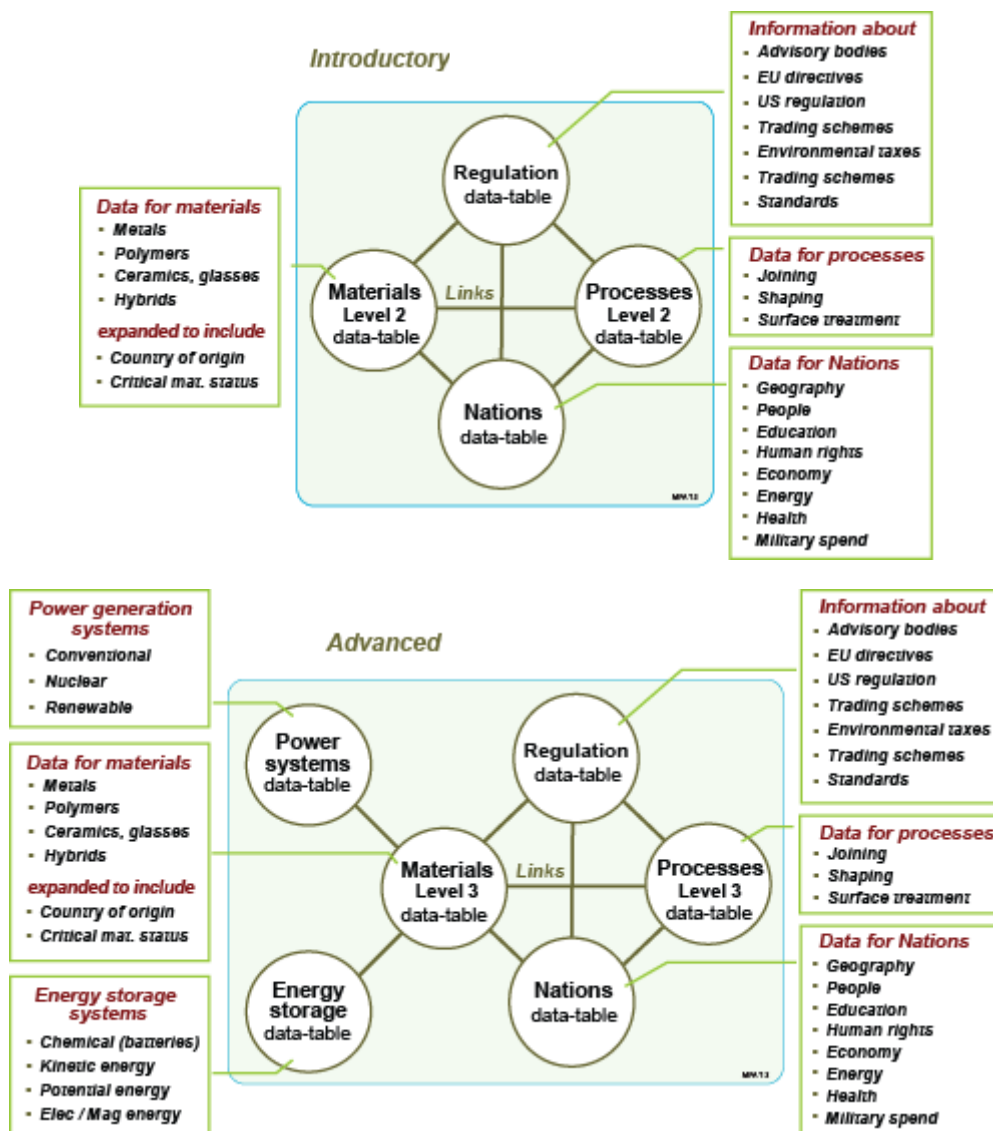 Introductory
Information about
- Advisory bodies
- EU directives
- US regulation
- Trading schemes
- Environmental taxes
- Trading schemes
- Standards
Regulation
data-table
Data for materials
- Metals
- Polymers
- Ceramics, glasses
- Hybrids
expanded to include
- Country of origin
- Critical mat. status
Materials
Level 2
data-table
Links
Processes
Level 2
data-table
Data for processes
- Joining
- Shaping
- Surface treatment
Nations
data-table
Data for Nations
- Geography
- People
- Education
- Human rights
- Economy
- Energy
- Health
- Military spend
Advanced
Power generation
systems
- Conventional
- Nuclear
- Renewable
Information about
- Advisory bodies
- EU directives
- US regulation
- Trading schemes
- Environmental taxes
- Trading schemes
- Standards
Power
systems
data-table
Regulation
data-table
Data for materials
- Metals
- Polymers
- Ceramics, glasses
- Hybrids
expanded to include
- Country of origin
- Critical mat. status
Materials
Level 3
data-table
Links
Processes
Level 3
data-table
Data for processes
- Joining
- Shaping
- Surface treatment
Energy storage
systems
- Chemical (batteries)
- Kinetic energy
- Potential energy
- Elec / Mag energy
Energy
storage
data-table
Nations
data-table
Data for Nations
- Geography
- People
- Education
- Human rights
- Economy
- Energy
- Health
- Military spend